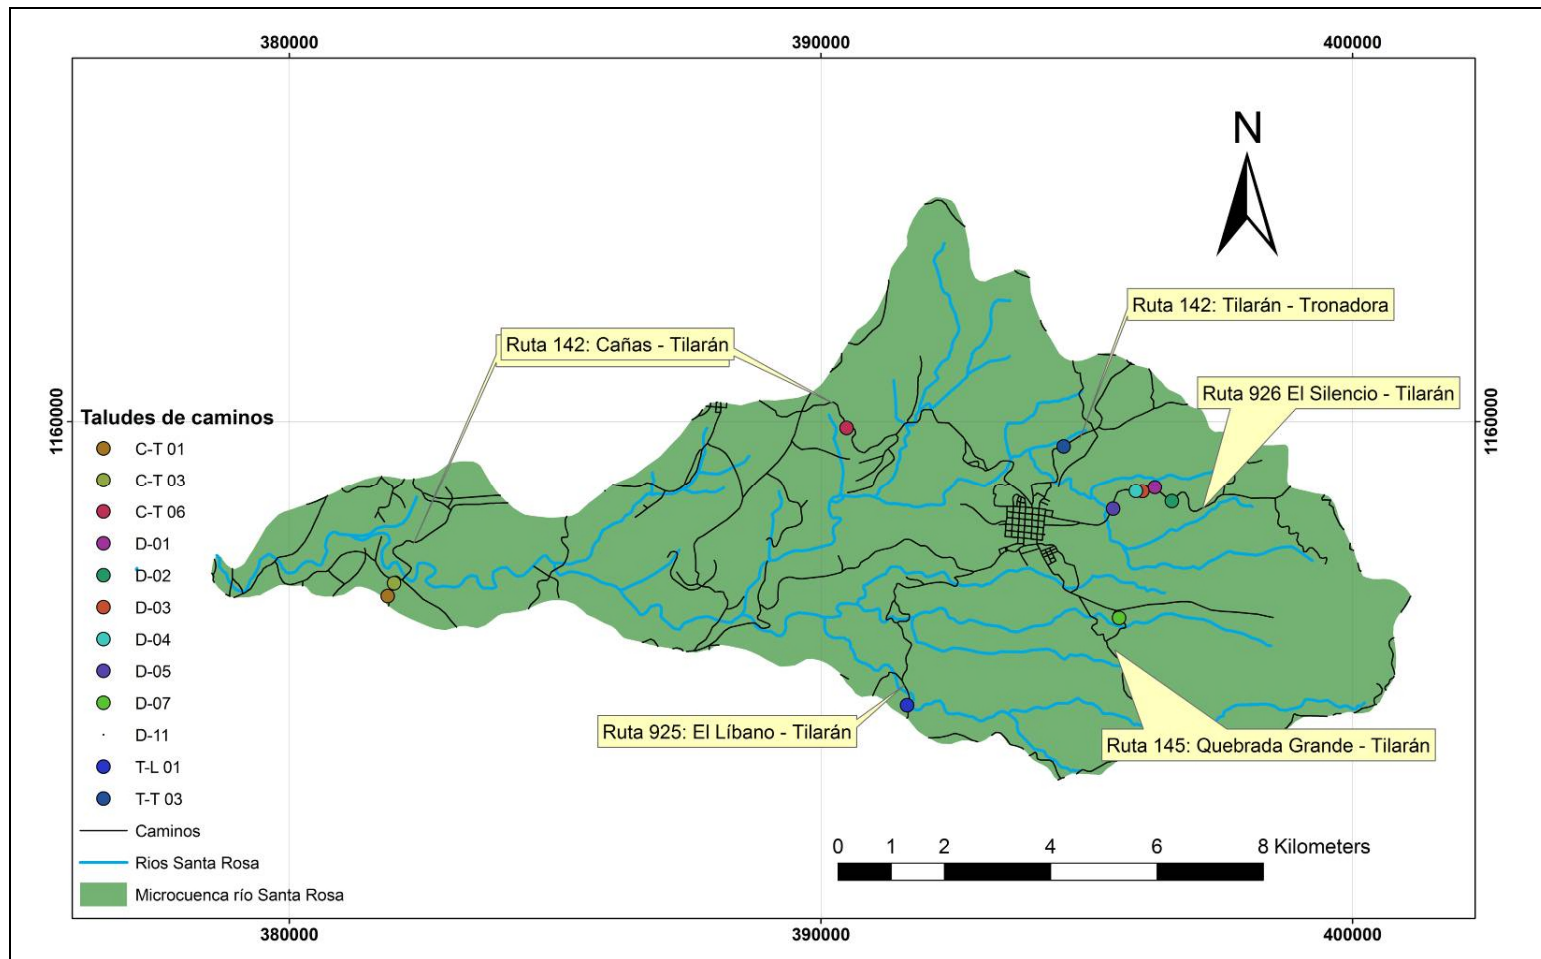 380000
390000
400000
N
Ruta 142: Tilarán - Tronadora
Ruta 142: Cañas - Tilarán
Ruta 926 El Silencio - Tilarán
1160000
1160000
Taludes de caminos
C-T 01
C-T 03
C-T 06
D-01
D-02
D-03
D-04
D-05
D-07
D-11
T-L 01
T-T 03
Caminos
Rios Santa Rosa
Microcuenca río Santa Rosa
Ruta 925: El Líbano - Tilarán
Ruta 145: Quebrada Grande - Tilarán
0 1 2 4 6 8 Kilometers
380000
390000
400000